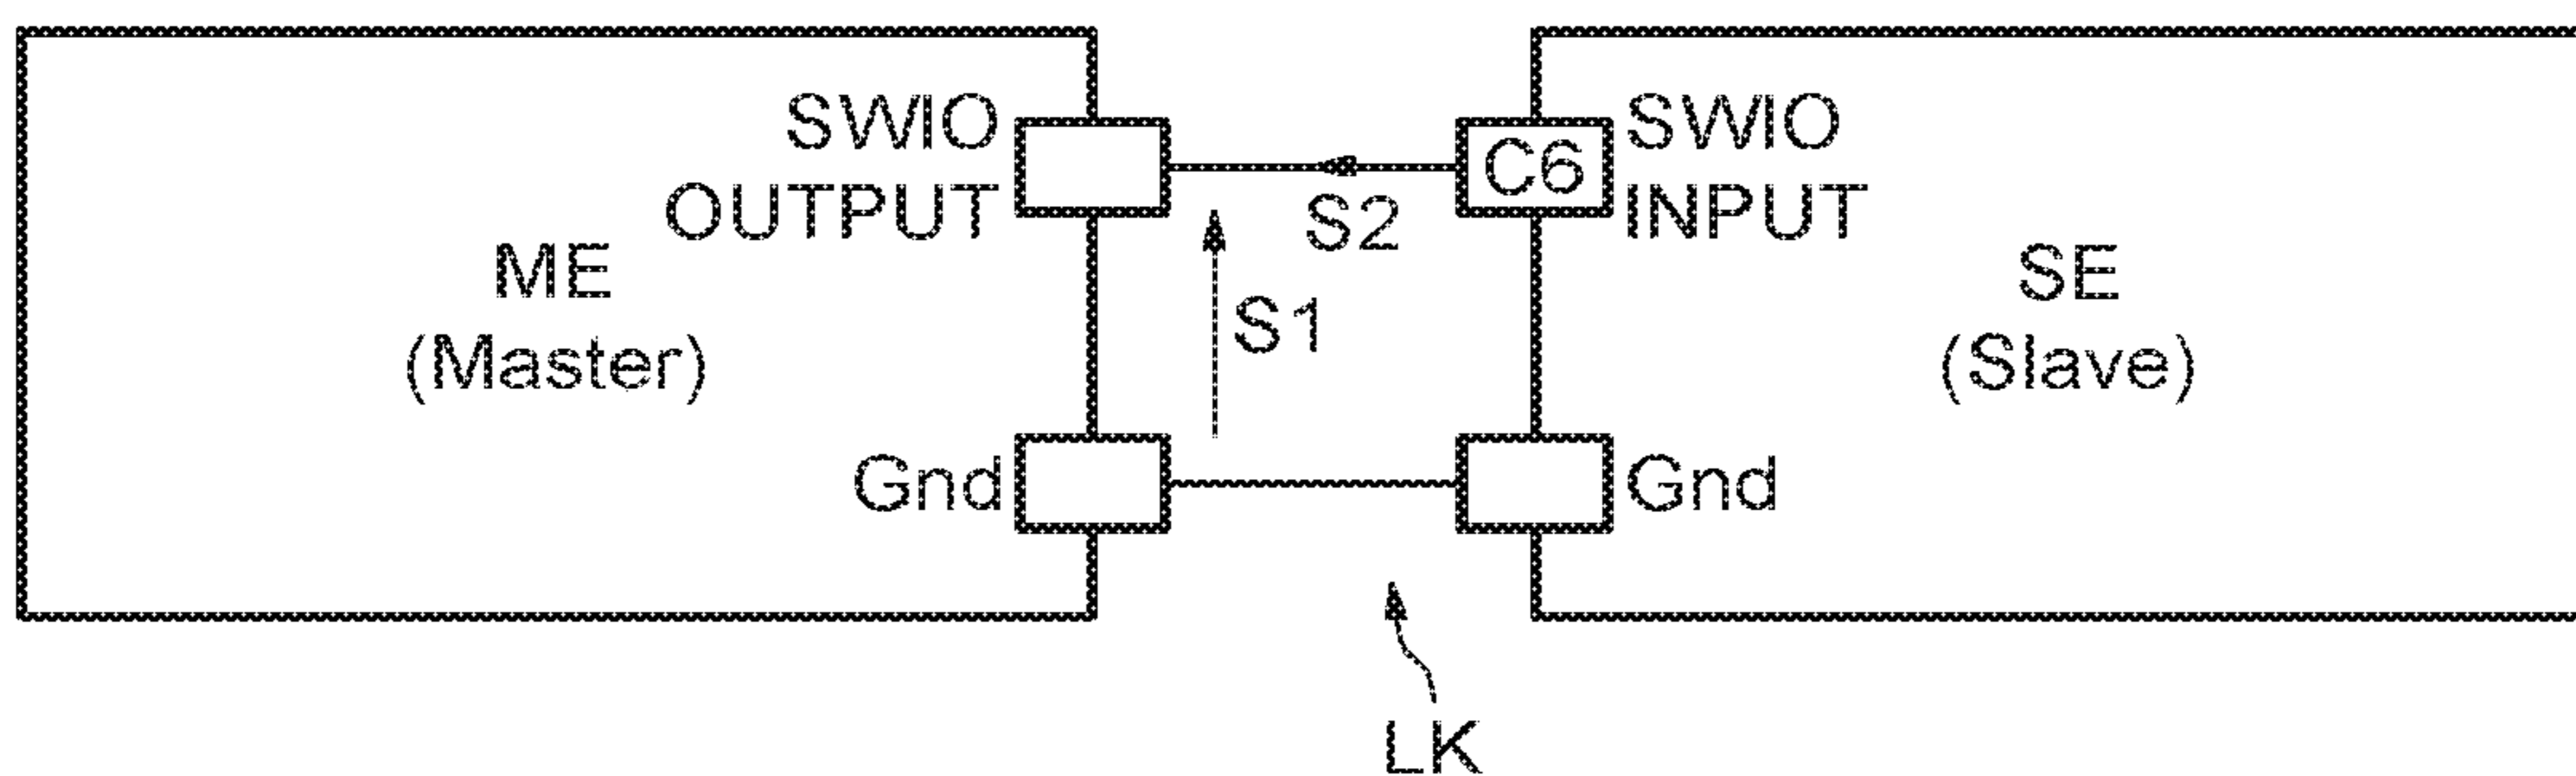 SWIO
OUTPUT
ME
(Master)
Gnd
S1
S2
C6
SWIO
INPUT
SE
(Slave)
Gnd
LK